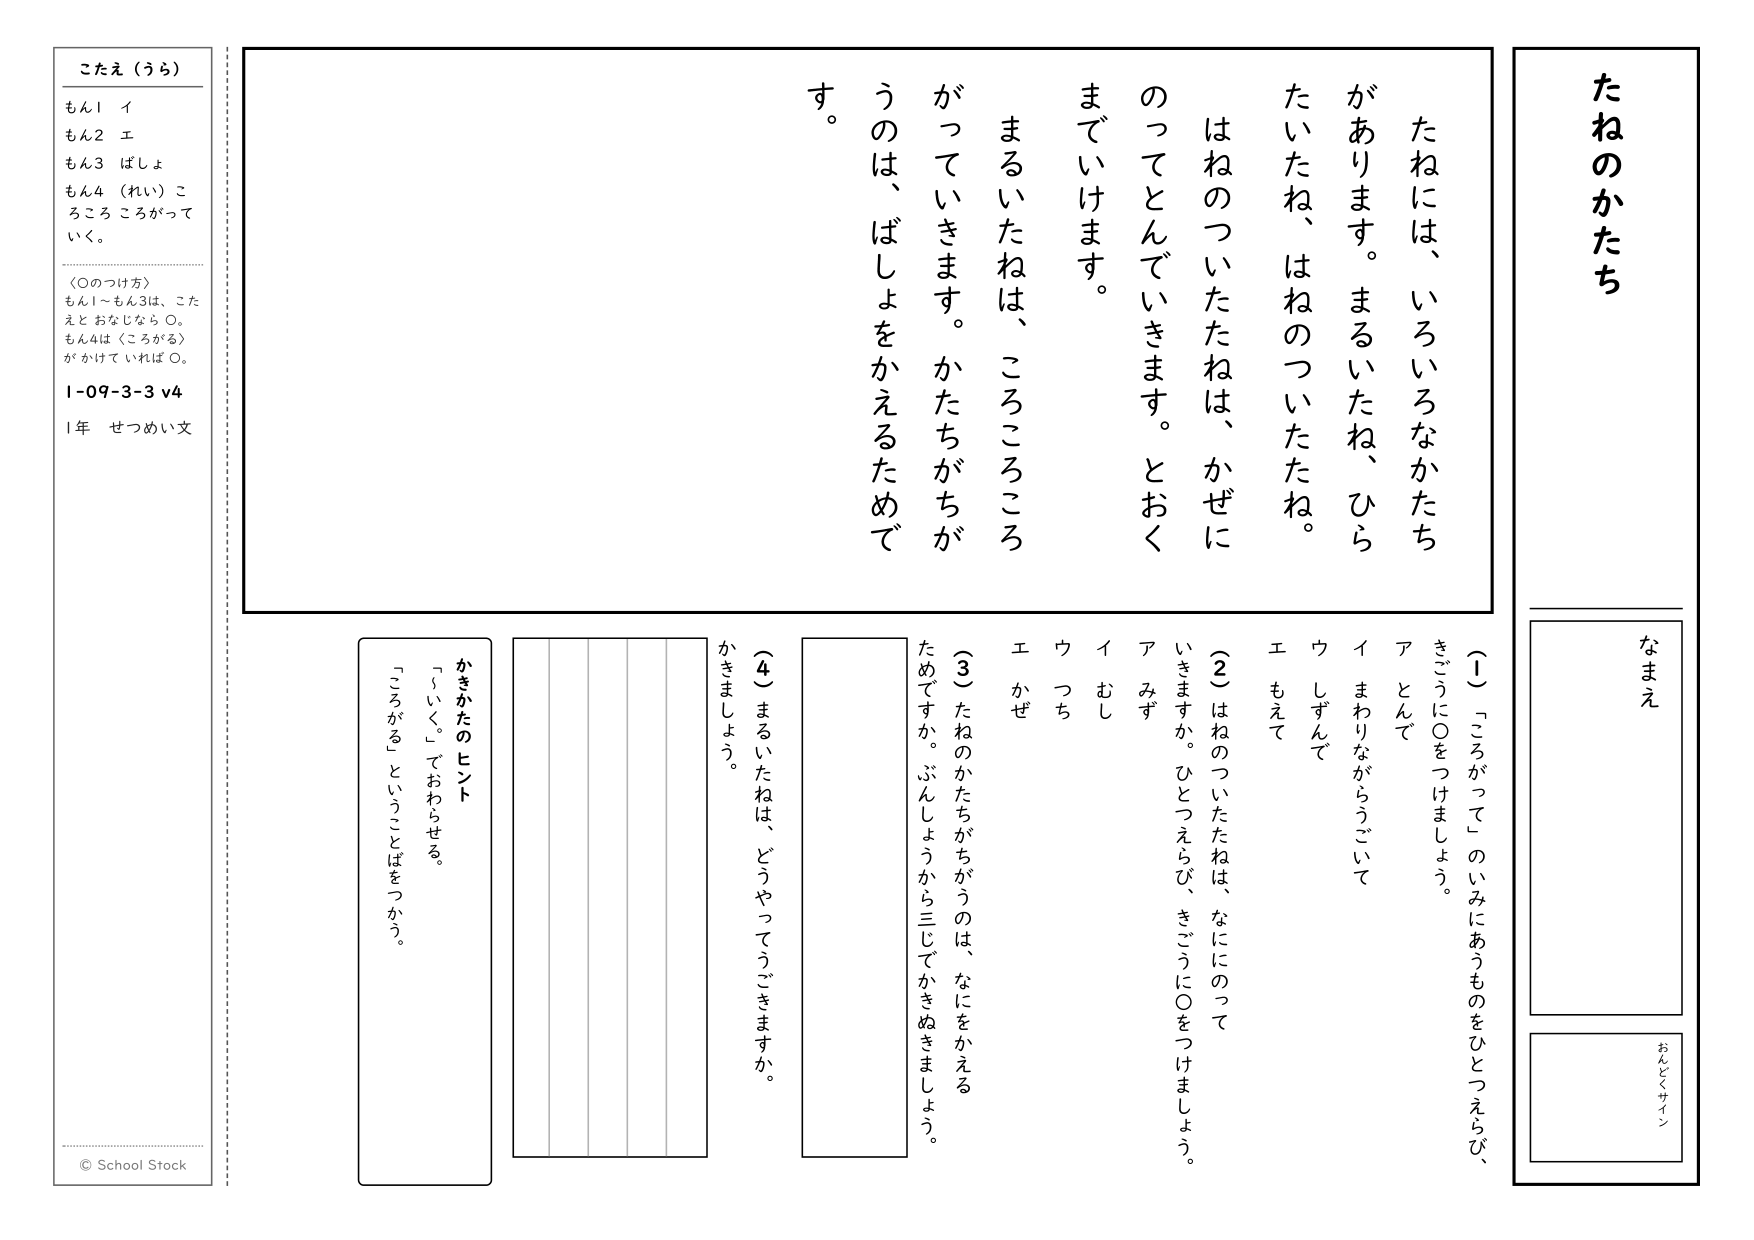 たねのかたち
なまえ
おんどくサイン
たねには、いろいろなかたち
があります。まるいたね、ひら
たいたね、はねのついたたね。
はねのついたたねは、かぜに
のってとんでいきます。とおく
までいけます。
まるいたねは、ころころころ
がっていきます。かたちがちが
うのは、ばしょをかえるためで
す。
(1)「ころがって」のいみにあうものをひとつえらび、
きごうに○をつけましょう。
ア とんで
イ まわりながらうごいて
ウ しずんで
エ もえて
(2)はねのついたたねは、なににのって
いきますか。ひとつえらび、きごうに○をつけましょう。
ア みず
イ むし
ウ つち
エ かぜ
(3)たねのかたちがちがうのは、なにをかえる
ためですか。ぶんしょうから三じでかきぬきましょう。
(4)まるいたねは、どうやってうごきますか。
かきましょう。
かきかたの ヒント
「〜いく。」でおわらせる。
「ころがる」ということばをつかう。
こたえ（うら）
もん1 イ
もん2 エ
もん3 ばしょ
もん4 （れい）こ
ろころ ころがって
いく。
〈○のつけ方〉
もん1〜もん3は、こた
えと おなじなら ○。
もん4は〈ころがる〉
が かけて いれば ○。
1-09-3-3 v4
1年 せつめい文
© School Stock